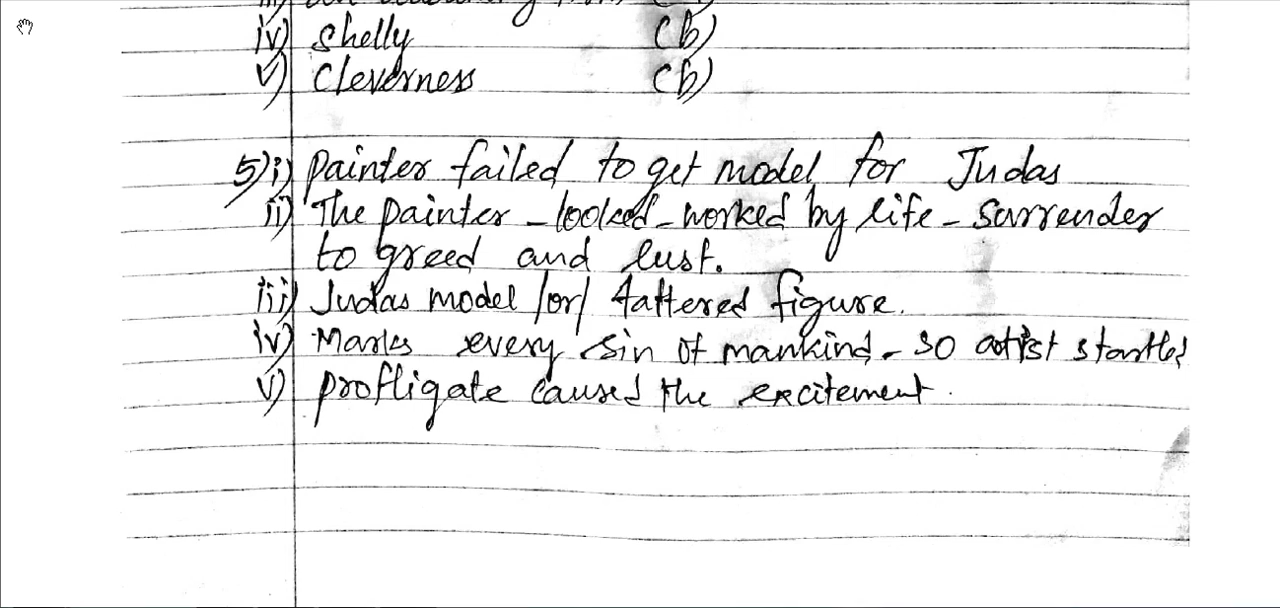 iv) Shelly (b)
v) Cleverness (b)
5) i) Painter failed to get model for Judas
ii) The Painter - looked - worked by life - Surrender
to greed and lust.
iii) Judas model /or/ tattered figure.
iv) Marks every sin of mankind - so artist startled
v) profligate caused the excitement.